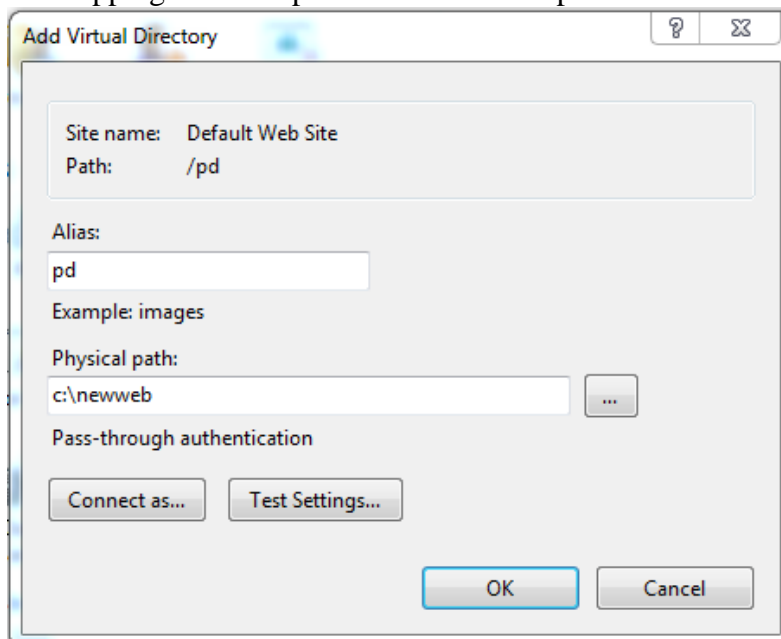 Add Virtual Directory
Site name: Default Web Site
Path: /pd
Alias:
pd
Example: images
Physical path:
c:\newweb
...
Pass-through authentication
Connect as... Test Settings...
OK Cancel